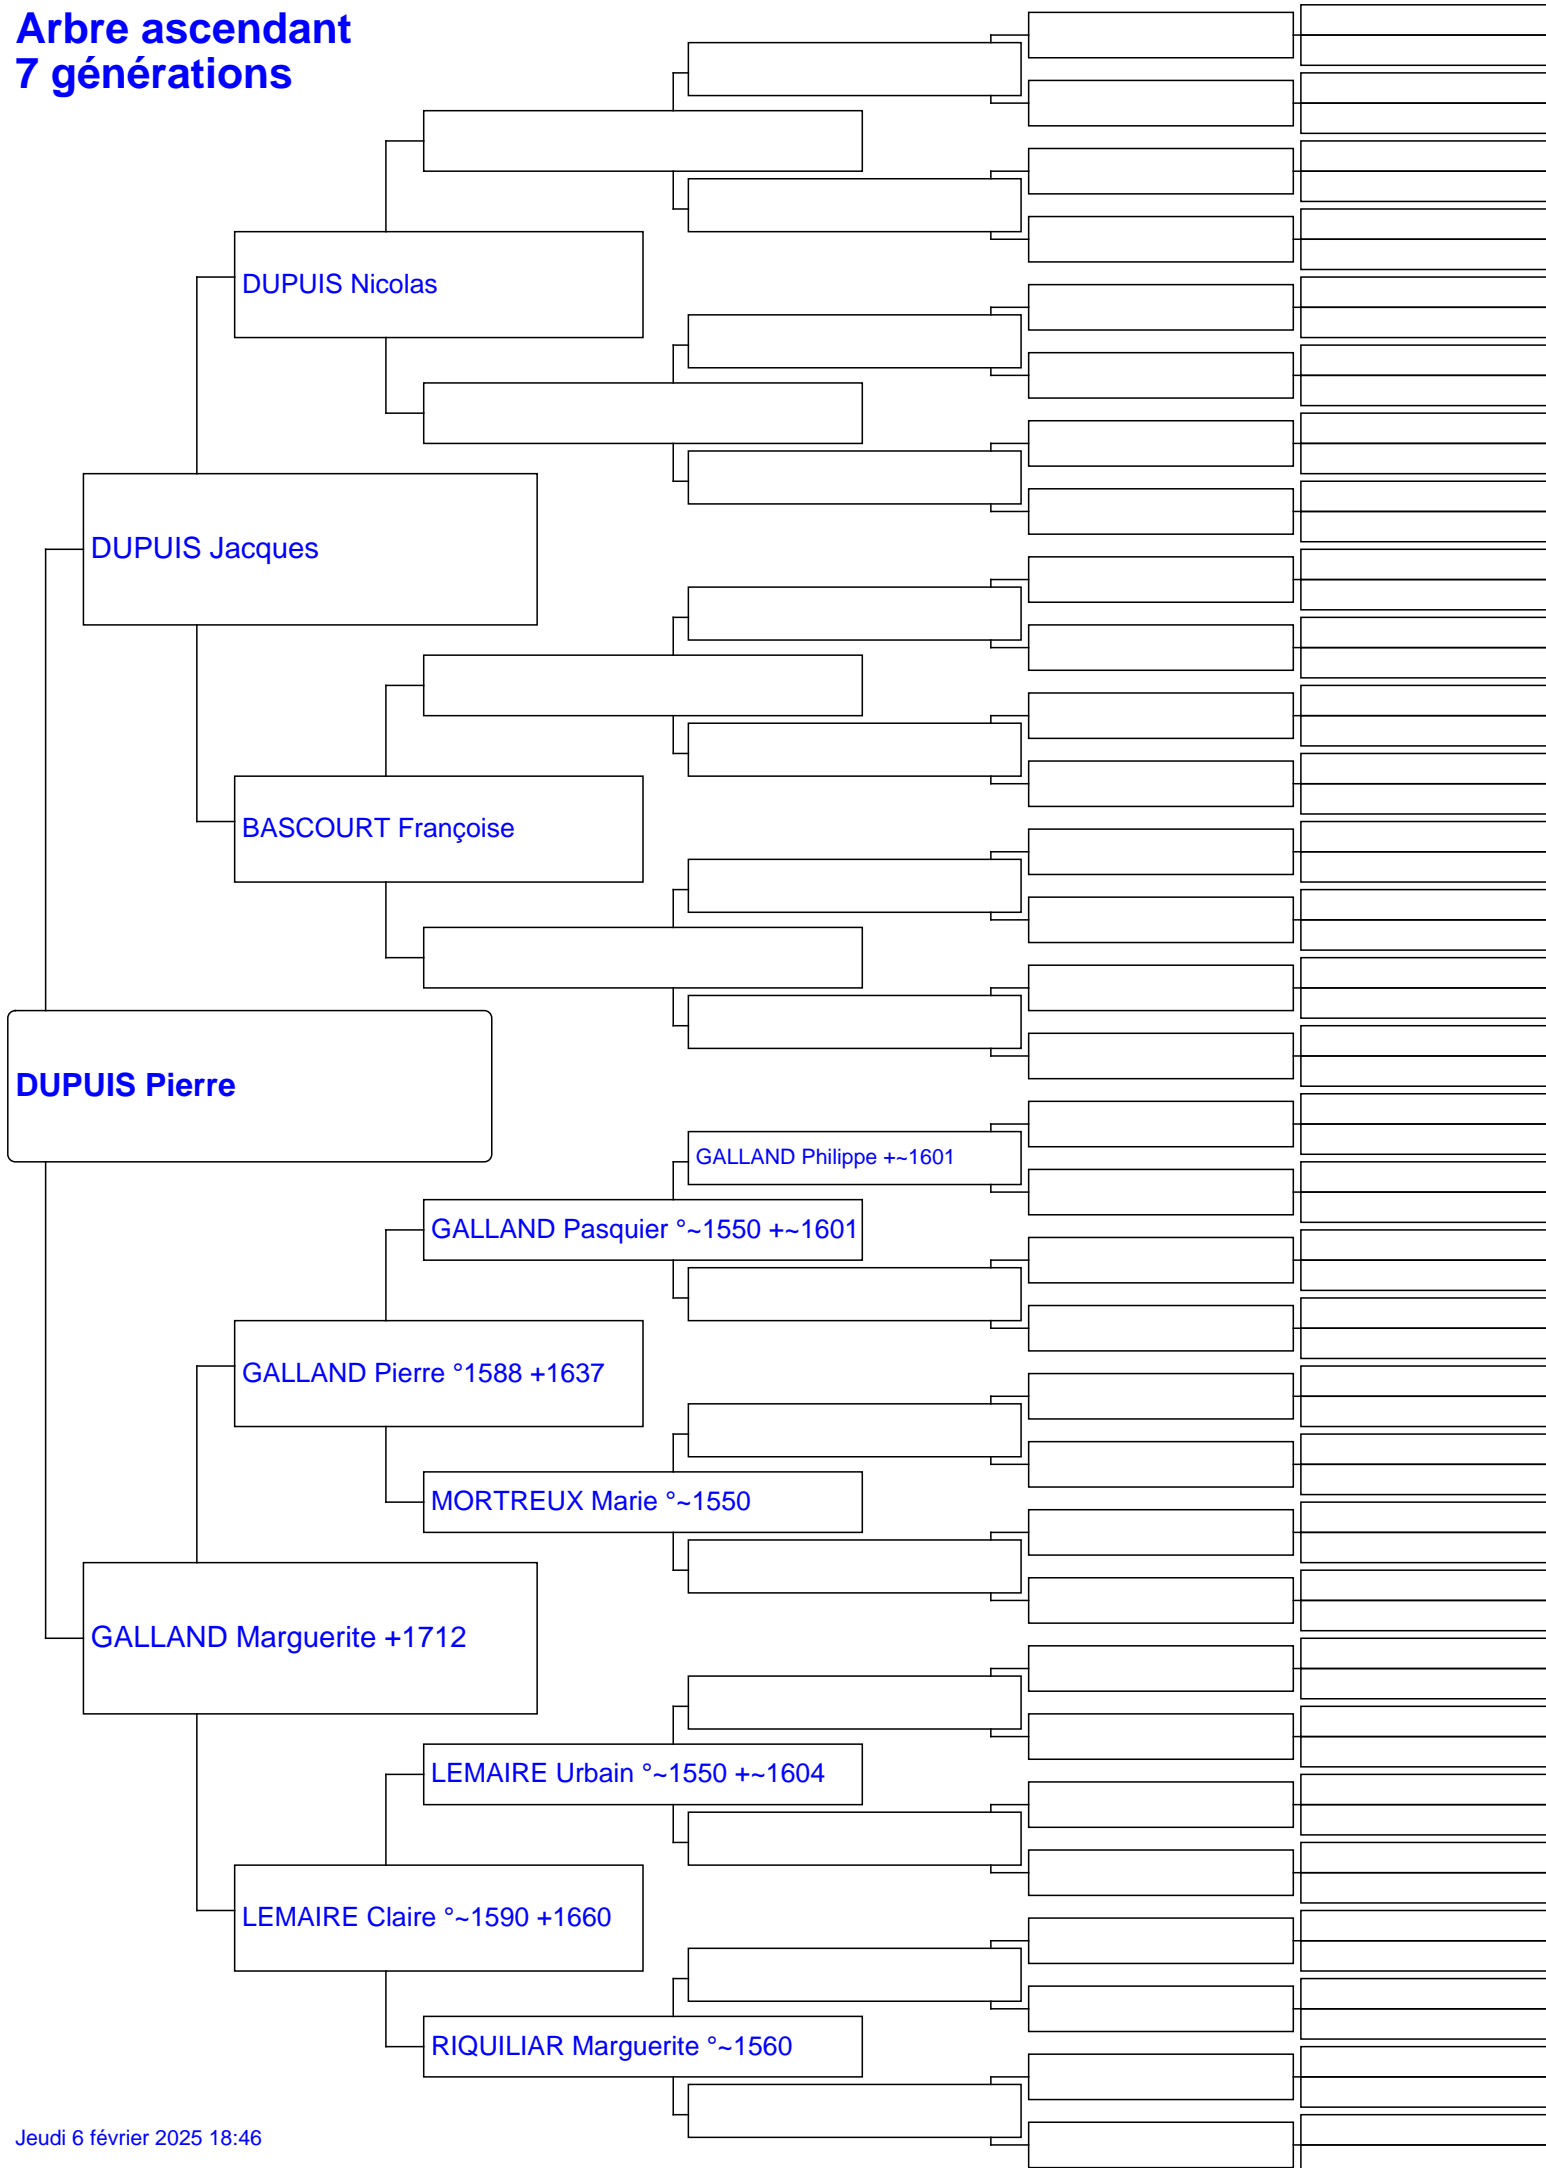 Arbre ascendant
7 générations
DUPUIS Nicolas
DUPUIS Jacques
BASCOURT Françoise
DUPUIS Pierre
GALLAND Philippe +~1601
GALLAND Pasquier °~1550 +~1601
GALLAND Pierre °1588 +1637
MORTREUX Marie °~1550
GALLAND Marguerite +1712
LEMAIRE Urbain °~1550 +~1604
LEMAIRE Claire °~1590 +1660
RIQUILIAR Marguerite °~1560
Jeudi 6 février 2025 18:46